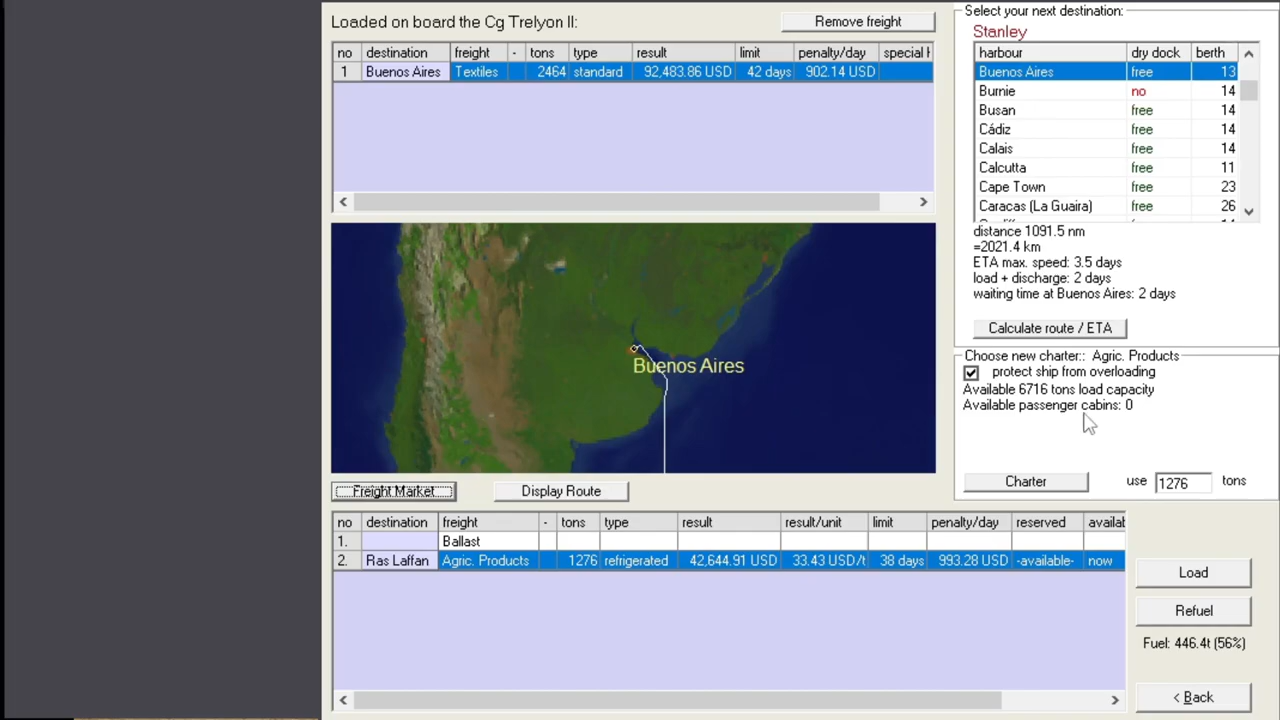 Loaded on board the Cg Trelyon II:
Remove freight
no destination freight - tons type result limit penalty/day special
1 Buenos Aires Textiles 2464 standard 92,483.86 USD 42 days 902.14 USD
Buenos Aires
Freight Market
Display Route
no destination freight - tons type result result/unit limit penalty/day reserved availat
1. Ballast
2. Ras Laffan Agric. Products 1276 refrigerated 42,644.91 USD 33.43 USD/t 38 days 993.28 USD -available- now
Select your next destination:
Stanley
harbour dry dock berth
Buenos Aires free 13
Burnie no 14
Busan free 14
Cádiz free 14
Calais free 14
Calcutta free 11
Cape Town free 23
Caracas (La Guaira) free 26
distance 1091.5 nm
=2021.4 km
ETA max. speed: 3.5 days
load + discharge: 2 days
waiting time at Buenos Aires: 2 days
Calculate route / ETA
Choose new charter:: Agric. Products
protect ship from overloading
Available 6716 tons load capacity
Available passenger cabins: 0
Charter use 1276 tons
Load
Refuel
Fuel: 446.4t (56%)
< Back